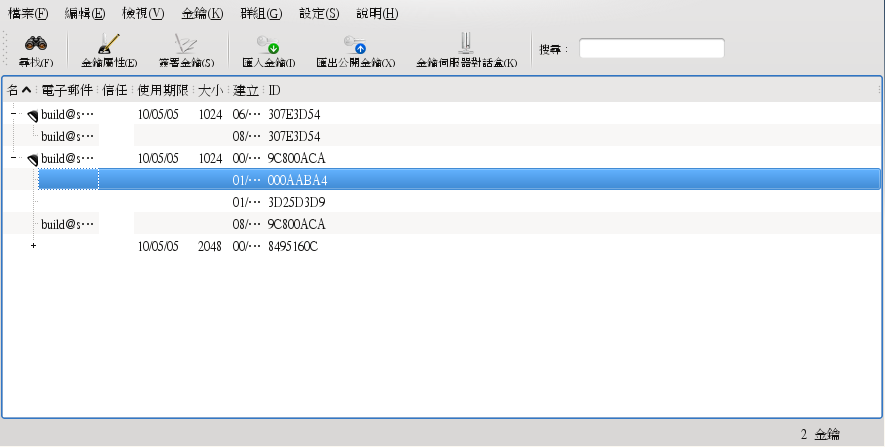 檔案(F) 編輯(E) 檢視(V) 金鑰(K) 群組(G) 設定(S) 說明(H)
尋找(F) 金鑰屬性(E) 簽署金鑰(S) 匯入金鑰(I) 匯出公開金鑰(X) 金鑰伺服器對話盒(K) 搜尋：
名 電子郵件 信任 使用期限 大小 建立 ID
build@s… 10/05/05 1024 06/… 307E3D54
build@s… 08/… 307E3D54
build@s… 10/05/05 1024 00/… 9C800ACA
01/… 000AABA4
01/… 3D25D3D9
build@s… 08/… 9C800ACA
10/05/05 2048 00/… 8495160C
2 金鑰